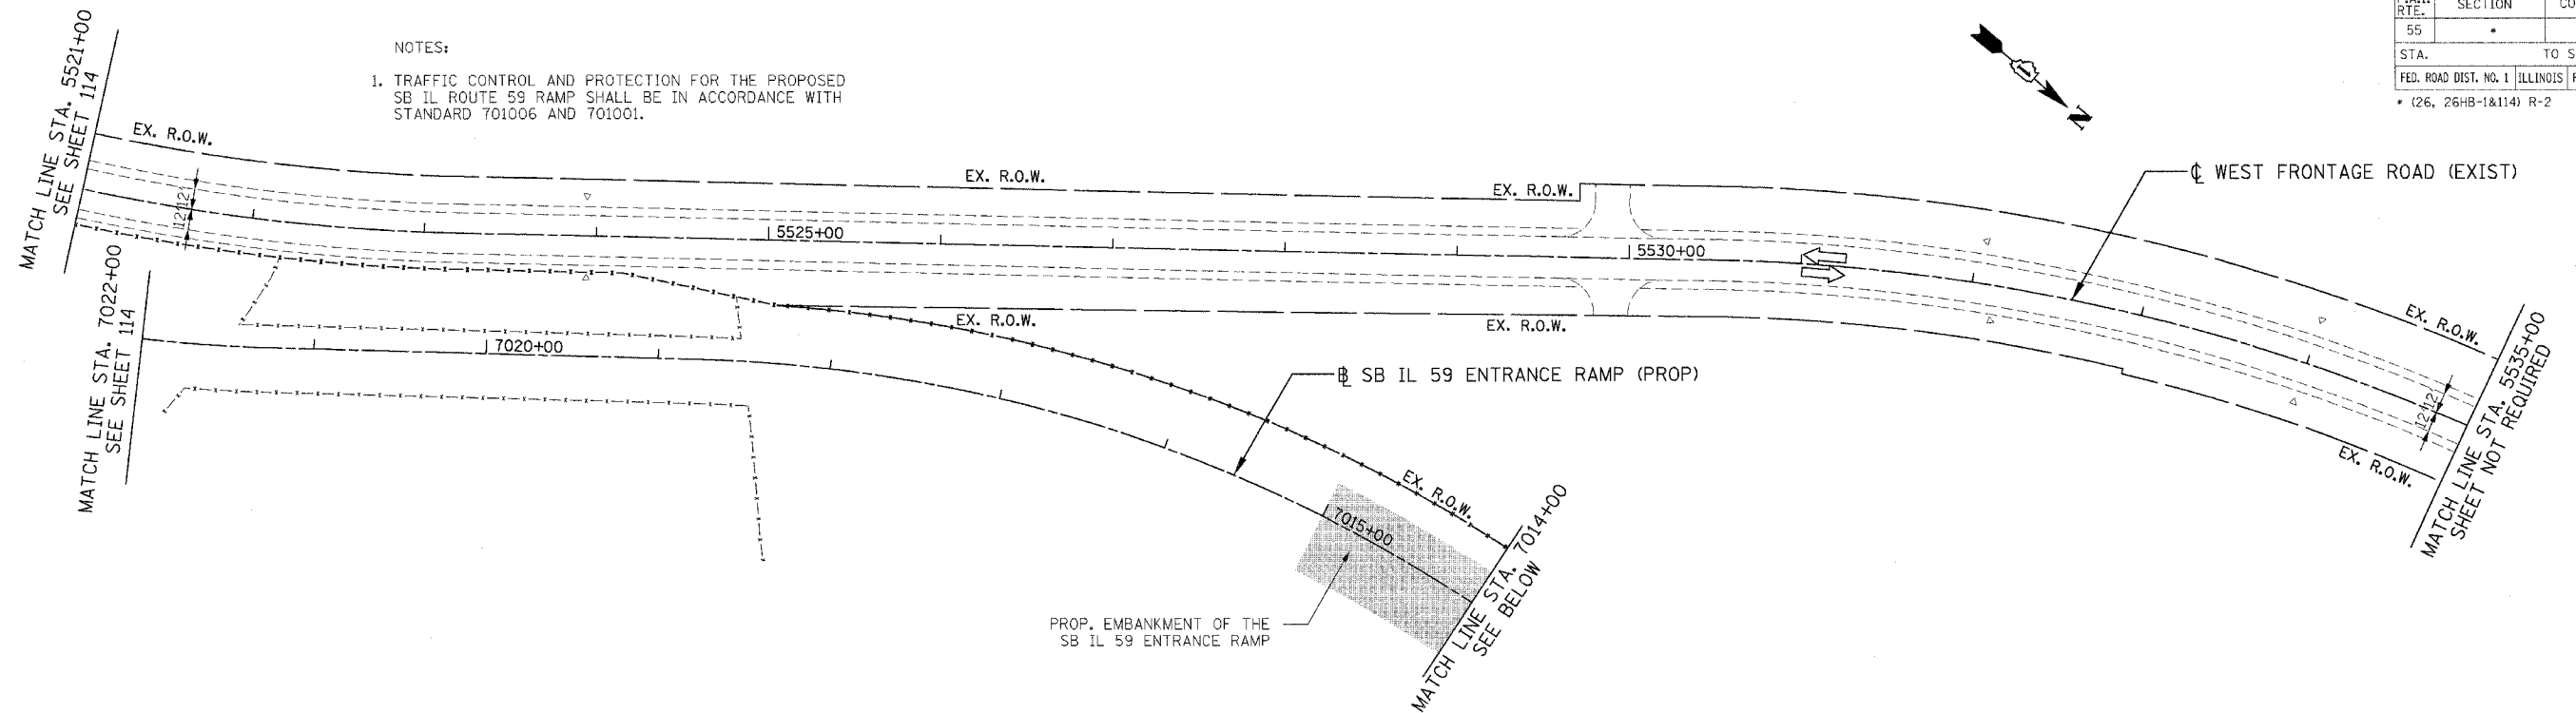 NOTES:
1. TRAFFIC CONTROL AND PROTECTION FOR THE PROPOSED
SB IL ROUTE 59 RAMP SHALL BE IN ACCORDANCE WITH
STANDARD 701006 AND 701001.
RTE.
SECTION
CO
55
*
STA.
TO S
FED. ROAD DIST. NO. 1
ILLINOIS
F
* (26, 26HB-1&114) R-2
N
MATCH LINE STA. 5521+00
SEE SHEET 114
EX. R.O.W.
12'
12'
EX. R.O.W.
EX. R.O.W.
℄ WEST FRONTAGE ROAD (EXIST)
5525+00
5530+00
MATCH LINE STA. 7022+00
SEE SHEET 114
7020+00
EX. R.O.W.
EX. R.O.W.
EX. R.O.W.
EX. R.O.W.
12'
12'
MATCH LINE STA. 5535+00
SHEET NOT REQUIRED
B̲L SB IL 59 ENTRANCE RAMP (PROP)
EX. R.O.W.
7015+00
MATCH LINE STA. 7014+00
SEE BELOW
PROP. EMBANKMENT OF THE
SB IL 59 ENTRANCE RAMP